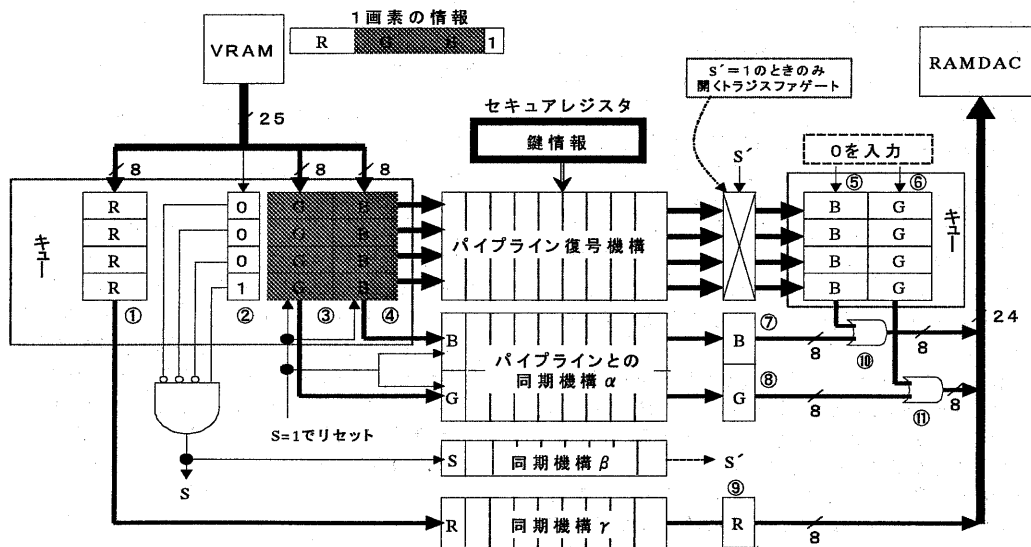 1画素の情報
VRAM
R G B 1
RAMDAC
S´=1のときのみ
開くトランスファゲート
セキュアレジスタ
鍵情報
25
8
8
8
S´
0を入力
⑤ ⑥
キュー
R 0 G B
R 0 G B
R 0 G B
R 1 G B
① ② ③ ④
パイプライン復号機構
B G
B G
B G
B G
キュー
24
B
G
パイプラインとの
同期機構α
⑦
B
⑧
G
8
8
⑩
8
⑪
8
S=1でリセット
S
S
同期機構β
S´
⑨
R
同期機構γ
R
8